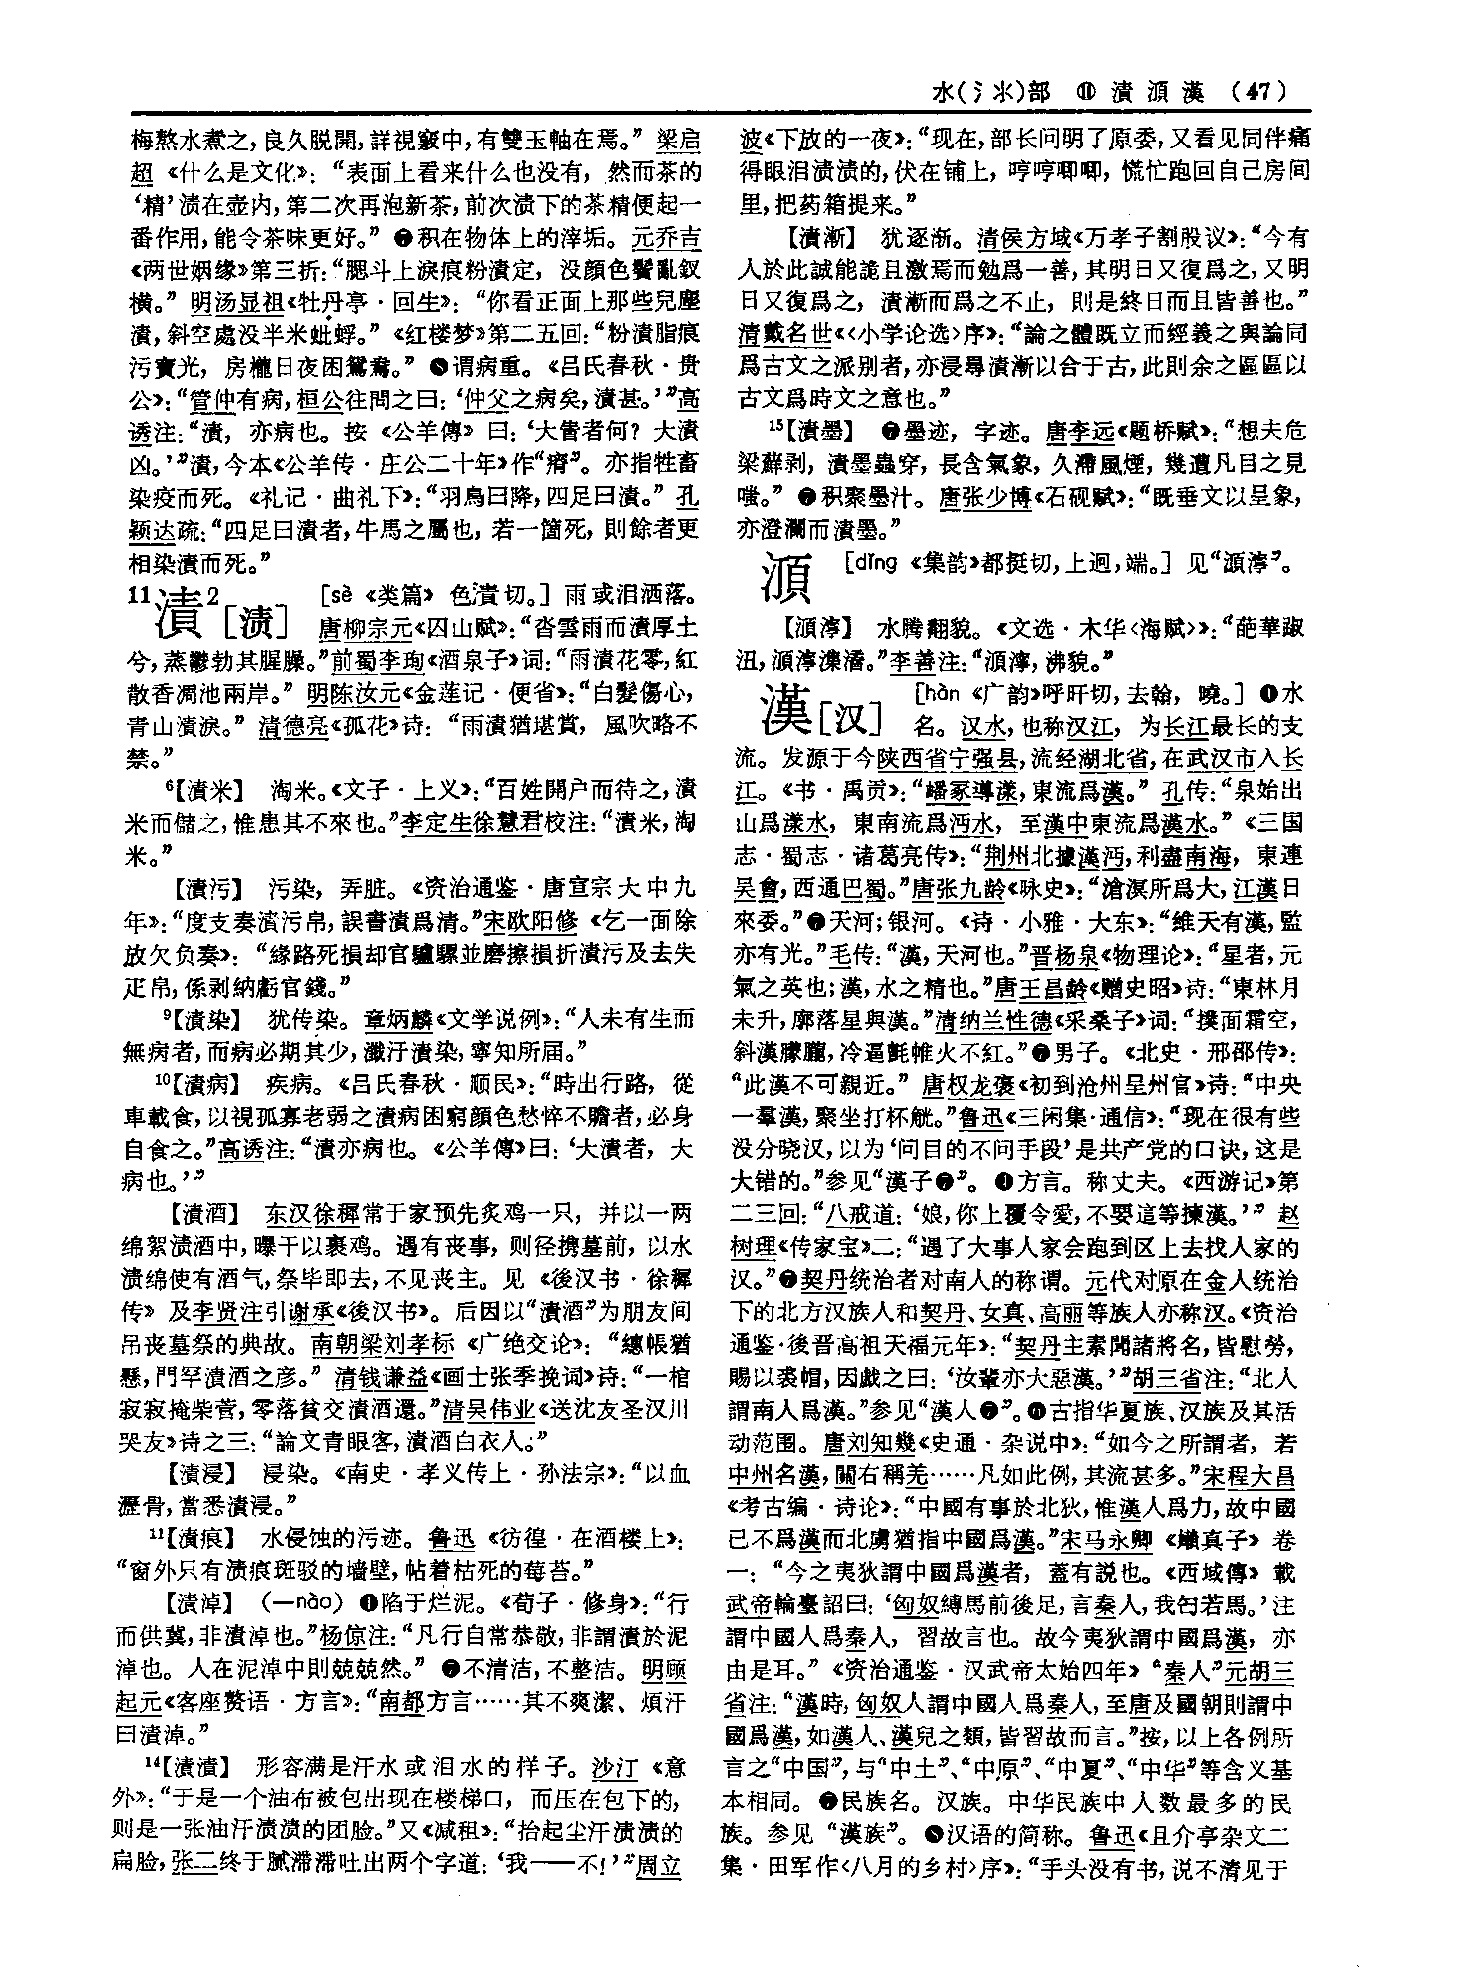 水(氵氺)部　⑪ 漬 湏 漢　(47)
梅熬水煮之,良久脱開,詳視竅中,有雙玉軸在焉。”梁启
超《什么是文化》：“表面上看来什么也没有，然而茶的
‘精’渍在壶内,第二次再泡新茶,前次渍下的茶精便起一
番作用,能令茶味更好。”❼积在物体上的滓垢。元乔吉
《两世姻缘》第三折:“腮斗上淚痕粉漬定，没顔色鬢亂釵
横。”明汤显祖《牡丹亭·回生》：“你看正面上那些兒塵
漬,斜空處没半米蚍蜉。”《红楼梦》第二五回:“粉漬脂痕
污寶光，房櫳日夜困鴛鴦。”❽谓病重。《吕氏春秋·贵
公》:“管仲有病,桓公往問之曰:‘仲父之病矣,漬甚。’”高
诱注:“漬，亦病也。按《公羊傳》曰:‘大眚者何？大漬
凶。’”漬,今本《公羊传·庄公二十年》作“瘠”。亦指牲畜
染疫而死。《礼记·曲礼下》:“羽鳥曰降,四足曰漬。”孔
颖达疏:“四足曰漬者,牛馬之屬也,若一箇死,則餘者更
相染漬而死。”
11漬2[渍]　[sè《类篇》色漬切。]雨或泪洒落。
唐柳宗元《囚山赋》:“沓雲雨而漬厚土
兮,蒸鬱勃其腥臊。”前蜀李珣《酒泉子》词:“雨漬花零,紅
散香凋池兩岸。”明陈汝元《金莲记·便省》:“白髮傷心,
青山漬淚。”清德亮《孤花》诗：“雨漬猶堪賞，風吹略不
禁。”
⁶【漬米】　淘米。《文子·上义》:“百姓開户而待之,漬
米而儲之,惟患其不來也。”李定生徐慧君校注:“漬米,淘
米。”
【漬污】　污染，弄脏。《资治通鉴·唐宣宗大中九
年》:“度支奏漬污帛,誤書漬爲清。”宋欧阳修《乞一面除
放欠负奏》：“緣路死損却官驢騾並磨擦損折漬污及去失
疋帛,係剥納虧官錢。”
⁹【漬染】　犹传染。章炳麟《文学说例》:“人未有生而
無病者,而病必期其少,濺汙漬染,寧知所届。”
¹⁰【漬病】　疾病。《吕氏春秋·顺民》:“時出行路，從
車載食,以視孤寡老弱之漬病困窮顔色愁悴不贍者,必身
自食之。”高诱注:“漬亦病也。《公羊傳》曰:‘大漬者，大
病也。’”
【漬酒】　东汉徐穉常于家预先炙鸡一只，并以一两
绵絮渍酒中,曝干以裹鸡。遇有丧事，则径携墓前，以水
渍绵使有酒气,祭毕即去,不见丧主。见《後汉书·徐穉
传》及李贤注引谢承《後汉书》。后因以“漬酒”为朋友间
吊丧墓祭的典故。南朝梁刘孝标《广绝交论》：“繐帳猶
懸,門罕漬酒之彦。”清钱谦益《画士张季挽词》诗:“一棺
寂寂掩柴荅,零落貧交漬酒還。”清吴伟业《送沈友圣汉川
哭友》诗之三:“論文青眼客,漬酒白衣人。”
【漬浸】　浸染。《南史·孝义传上·孙法宗》:“以血
瀝骨,當悉漬浸。”
¹¹【漬痕】　水侵蚀的污迹。鲁迅《彷徨·在酒楼上》:
“窗外只有渍痕斑驳的墙壁,帖着枯死的莓苔。”
【漬淖】　(—nào)❶陷于烂泥。《荀子·修身》:“行
而供冀,非漬淖也。”杨倞注:“凡行自常恭敬,非謂漬於泥
淖也。人在泥淖中則兢兢然。”❷不清洁,不整洁。明顾
起元《客座赘语·方言》:“南都方言……其不爽潔、煩汙
曰漬淖。”
¹⁴【漬漬】　形容满是汗水或泪水的样子。沙汀《意
外》:“于是一个油布被包出现在楼梯口，而压在包下的,
则是一张油汗渍渍的团脸。”又《减租》:“抬起尘汗渍渍的
扁脸,张二终于腻滞滞吐出两个字道:‘我——不!’”周立
波《下放的一夜》:“现在,部长问明了原委,又看见同伴痛
得眼泪渍渍的,伏在铺上，哼哼唧唧，慌忙跑回自己房间
里,把药箱提来。”
【漬渐】　犹逐渐。清侯方域《万孝子割股议》:“今有
人於此誠能詭且激焉而勉爲一善,其明日又復爲之,又明
日又復爲之，漬漸而爲之不止，則是終日而且皆善也。”
清戴名世《〈小学论选〉序》:“論之體既立而經義之與論同
爲古文之派别者,亦浸尋漬漸以合于古,此則余之區區以
古文爲時文之意也。”
¹⁵【漬墨】　❶墨迹，字迹。唐李远《题桥赋》:“想夫危
梁蘚剥，漬墨蟲穿，長含氣象，久滯風煙，幾遭凡目之見
嗤。”❷积聚墨汁。唐张少博《石砚赋》:“既垂文以呈象,
亦澄瀾而漬墨。”
湏　[dǐng《集韵》都挺切,上迥,端。]见“湏濘”。
【湏濘】　水腾翻貌。《文选·木华〈海赋〉》:“葩華踧
沑,湏濘潗㵫。”李善注:“湏濘,沸貌。”
漢[汉]　[hàn《广韵》呼旰切,去翰，曉。]❶水
名。汉水,也称汉江，为长江最长的支
流。发源于今陕西省宁强县,流经湖北省,在武汉市入长
江。《书·禹贡》:“嶓冢導漾,東流爲漢。”孔传:“泉始出
山爲漾水，東南流爲沔水，至漢中東流爲漢水。”《三国
志·蜀志·诸葛亮传》:“荆州北據漢沔,利盡南海，東連
吴會,西通巴蜀。”唐张九龄《咏史》:“滄溟所爲大,江漢日
來委。”❷天河;银河。《诗·小雅·大东》:“維天有漢,監
亦有光。”毛传:“漢,天河也。”晋杨泉《物理论》:“星者,元
氣之英也;漢,水之精也。”唐王昌龄《赠史昭》诗:“東林月
未升,廓落星與漢。”清纳兰性德《采桑子》词:“撲面霜空,
斜漢朦朧,冷逼氈帷火不紅。”❸男子。《北史·邢邵传》:
“此漢不可親近。”唐权龙褒《初到沧州呈州官》诗:“中央
一羣漢,聚坐打杯觥。”鲁迅《三闲集·通信》:“现在很有些
没分晓汉,以为‘问目的不问手段’是共产党的口诀,这是
大错的。”参见“漢子❷”。❹方言。称丈夫。《西游记》第
二三回:“八戒道:‘娘,你上覆令愛,不要這等揀漢。’”赵
树理《传家宝》二:“遇了大事人家会跑到区上去找人家的
汉。”❺契丹统治者对南人的称谓。元代对原在金人统治
下的北方汉族人和契丹、女真、高丽等族人亦称汉。《资治
通鉴·後晋高祖天福元年》:“契丹主素聞諸將名,皆慰勞,
賜以裘帽,因戲之曰:‘汝輩亦大惡漢。’”胡三省注:“北人
謂南人爲漢。”参见“漢人❷”。❻古指华夏族、汉族及其活
动范围。唐刘知幾《史通·杂说中》:“如今之所謂者，若
中州名漢,關右稱羌……凡如此例,其流甚多。”宋程大昌
《考古编·诗论》:“中國有事於北狄,惟漢人爲力,故中國
已不爲漢而北虜猶指中國爲漢。”宋马永卿《嬾真子》卷
一：“今之夷狄謂中國爲漢者，蓋有説也。《西域傳》載
武帝輪臺詔曰:‘匈奴縛馬前後足,言秦人,我匄若馬。’注
謂中國人爲秦人，習故言也。故今夷狄謂中國爲漢，亦
由是耳。”《资治通鉴·汉武帝太始四年》“秦人”元胡三
省注:“漢時,匈奴人謂中國人爲秦人,至唐及國朝則謂中
國爲漢,如漢人、漢兒之類,皆習故而言。”按,以上各例所
言之“中国”,与“中土”、“中原”、“中夏”、“中华”等含义基
本相同。❼民族名。汉族。中华民族中人数最多的民
族。参见“漢族”。❽汉语的简称。鲁迅《且介亭杂文二
集·田军作〈八月的乡村〉序》:“手头没有书,说不清见于